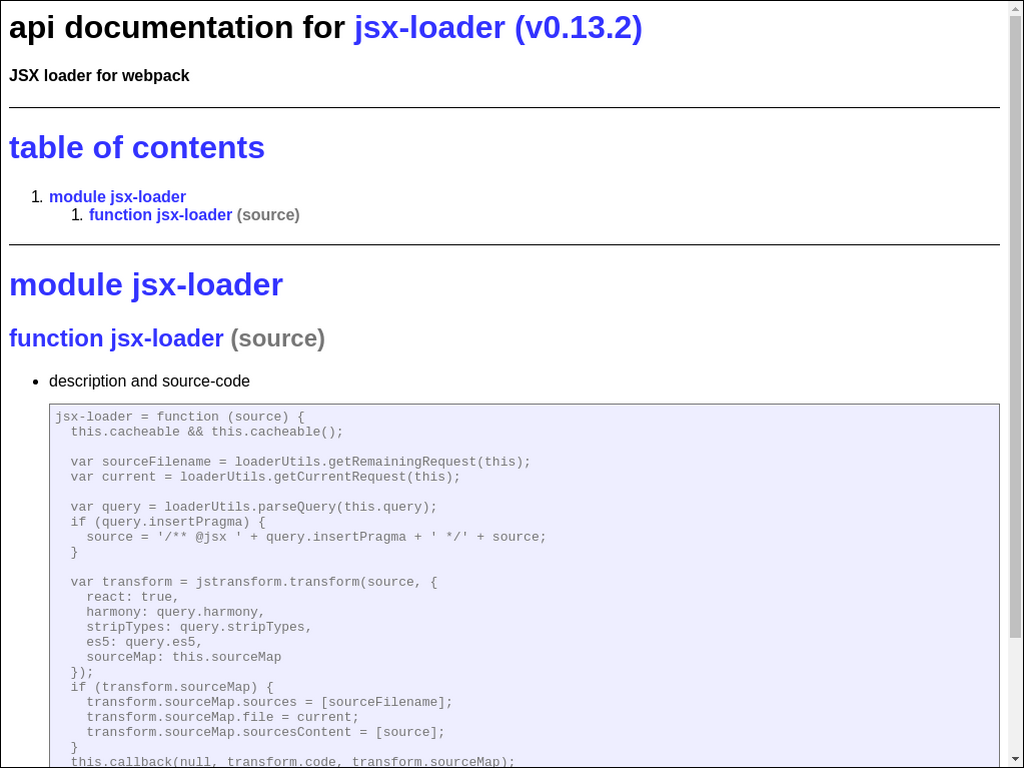 api documentation for jsx-loader (v0.13.2)
JSX loader for webpack
table of contents
1. module jsx-loader
1. function jsx-loader (source)
module jsx-loader
function jsx-loader (source)
• description and source-code
jsx-loader = function (source) {
  this.cacheable && this.cacheable();
  var sourceFilename = loaderUtils.getRemainingRequest(this);
  var current = loaderUtils.getCurrentRequest(this);
  var query = loaderUtils.parseQuery(this.query);
  if (query.insertPragma) {
    source = '/** @jsx ' + query.insertPragma + ' */' + source;
  }
  var transform = jstransform.transform(source, {
    react: true,
    harmony: query.harmony,
    stripTypes: query.stripTypes,
    es5: query.es5,
    sourceMap: this.sourceMap
  });
  if (transform.sourceMap) {
    transform.sourceMap.sources = [sourceFilename];
    transform.sourceMap.file = current;
    transform.sourceMap.sourcesContent = [source];
  }
  this.callback(null, transform.code, transform.sourceMap);